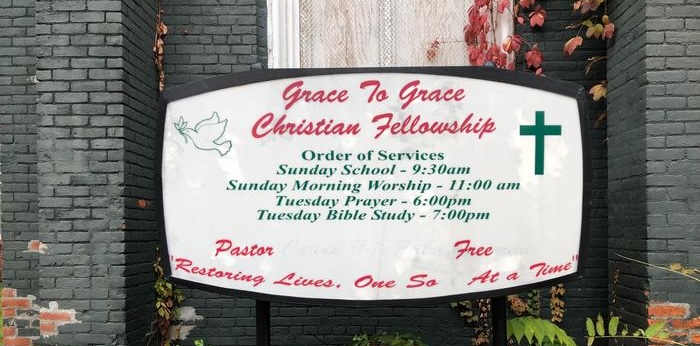 Grace To Grace
Christian Fellowship
Order of Services
Sunday School - 9:30am
Sunday Morning Worship - 11:00 am
Tuesday Prayer - 6:00pm
Tuesday Bible Study - 7:00pm
Pastor Free
"Restoring Lives, One So At a Time"